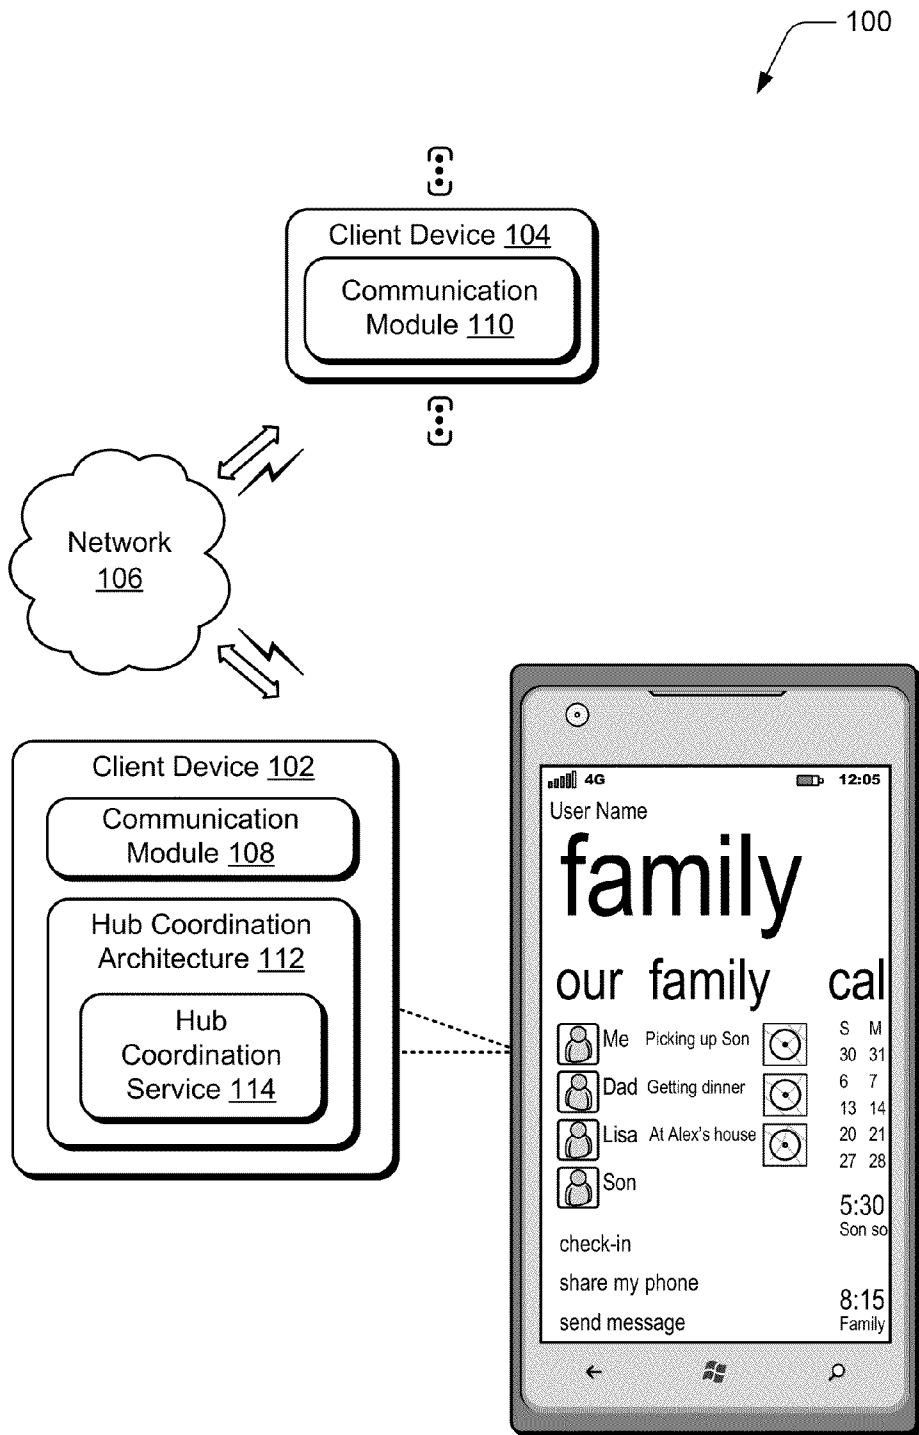 100
Client Device 104
Communication
Module 110
Network
106
Client Device 102
Communication
Module 108
Hub Coordination
Architecture 112
Hub
Coordination
Service 114
4G 12:05
User Name
family
our family cal
Me Picking up Son
Dad Getting dinner
Lisa At Alex's house
Son
check-in
share my phone
send message
S M
30 31
6 7
13 14
20 21
27 28
5:30
Son so
8:15
Family